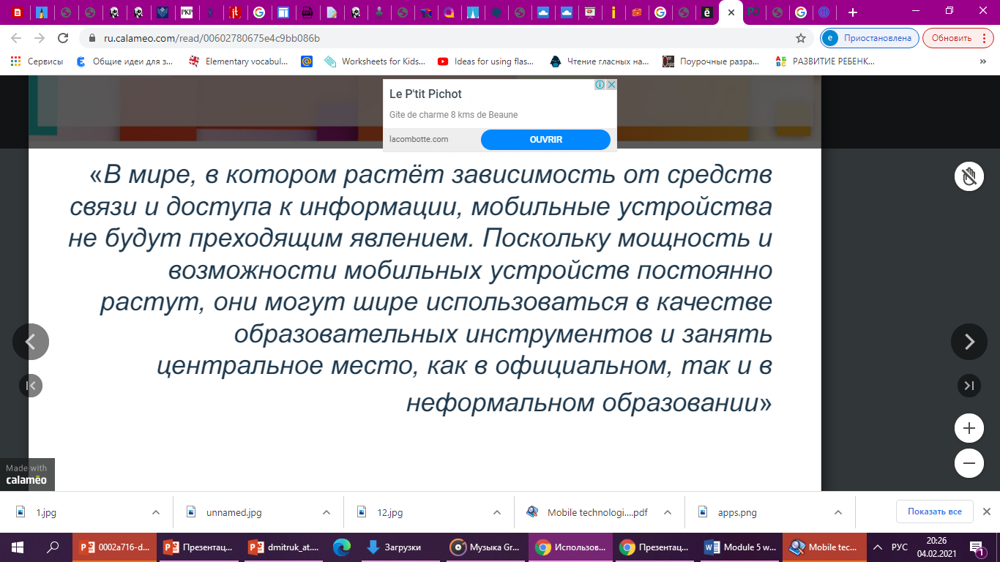 ru.calameo.com/read/00602780675e4c9bb086b
Приостановлена
Обновить
Сервисы
Общие идеи для з...
Elementary vocabul...
Worksheets for Kids...
Ideas for using flas...
Чтение гласных на...
Поурочные разра...
РАЗВИТИЕ РЕБЕНК...
Le P'tit Pichot
Gite de charme 8 kms de Beaune
lacombotte.com
OUVRIR
«В мире, в котором растёт зависимость от средств
связи и доступа к информации, мобильные устройства
не будут преходящим явлением. Поскольку мощность и
возможности мобильных устройств постоянно
растут, они могут шире использоваться в качестве
образовательных инструментов и занять
центральное место, как в официальном, так и в
неформальном образовании»
Made with
calaméo
1.jpg
unnamed.jpg
12.jpg
Mobile technologi....pdf
apps.png
Показать все
0002a716-d...
Презентац...
dmitruk_at....
Загрузки
Музыка Gr...
Использов...
Презентац...
Module 5 w...
Mobile tec...
РУС
20:26
04.02.2021
1